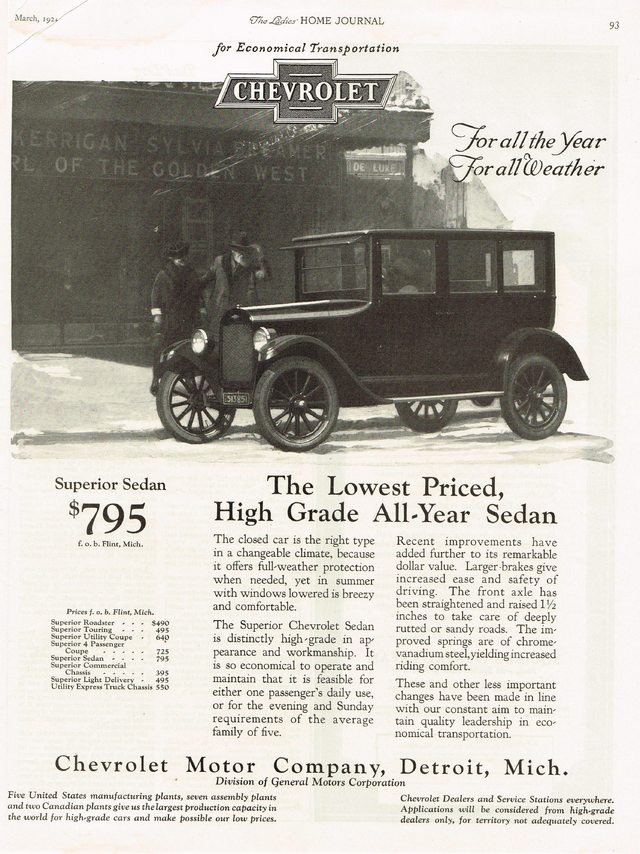 March, 192
The Ladies' HOME JOURNAL
93
for Economical Transportation
CHEVROLET
For all the Year
For all Weather
KERRIGAN SYLVIA BREAMER
RL OF THE GOLDEN WEST
DE LUXE
51385
Superior Sedan
$795
f. o. b. Flint, Mich.
Prices f. o. b. Flint, Mich.
Superior Roadster - - - $490
Superior Touring - - - 495
Superior Utility Coupe - 640
Superior 4 Passenger
Coupe - - - - - 725
Superior Sedan - - - 795
Superior Commercial
Chassis - - - - - 395
Superior Light Delivery - 495
Utility Express Truck Chassis 550
The Lowest Priced,
High Grade All-Year Sedan
The closed car is the right type
in a changeable climate, because
it offers full-weather protection
when needed, yet in summer
with windows lowered is breezy
and comfortable.
The Superior Chevrolet Sedan
is distinctly high-grade in ap-
pearance and workmanship. It
is so economical to operate and
maintain that it is feasible for
either one passenger's daily use,
or for the evening and Sunday
requirements of the average
family of five.
Recent improvements have
added further to its remarkable
dollar value. Larger brakes give
increased ease and safety of
driving. The front axle has
been straightened and raised 1½
inches to take care of deeply
rutted or sandy roads. The im-
proved springs are of chrome-
vanadium steel, yielding increased
riding comfort.
These and other less important
changes have been made in line
with our constant aim to main-
tain quality leadership in eco-
nomical transportation.
Chevrolet Motor Company, Detroit, Mich.
Division of General Motors Corporation
Five United States manufacturing plants, seven assembly plants
and two Canadian plants give us the largest production capacity in
the world for high-grade cars and make possible our low prices.
Chevrolet Dealers and Service Stations everywhere.
Applications will be considered from high-grade
dealers only, for territory not adequately covered.